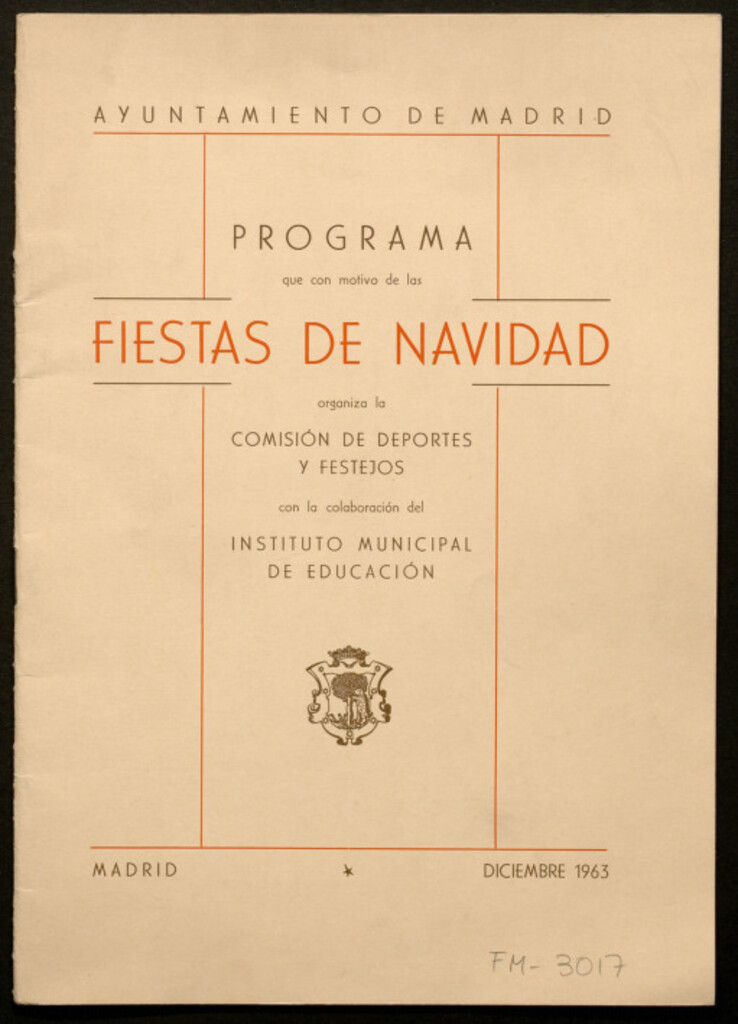 AYUNTAMIENTO DE MADRID
PROGRAMA
que con motivo de las
FIESTAS DE NAVIDAD
organiza la
COMISIÓN DE DEPORTES
Y FESTEJOS
con la colaboración del
INSTITUTO MUNICIPAL
DE EDUCACIÓN
MADRID
DICIEMBRE 1963
FM- 3017